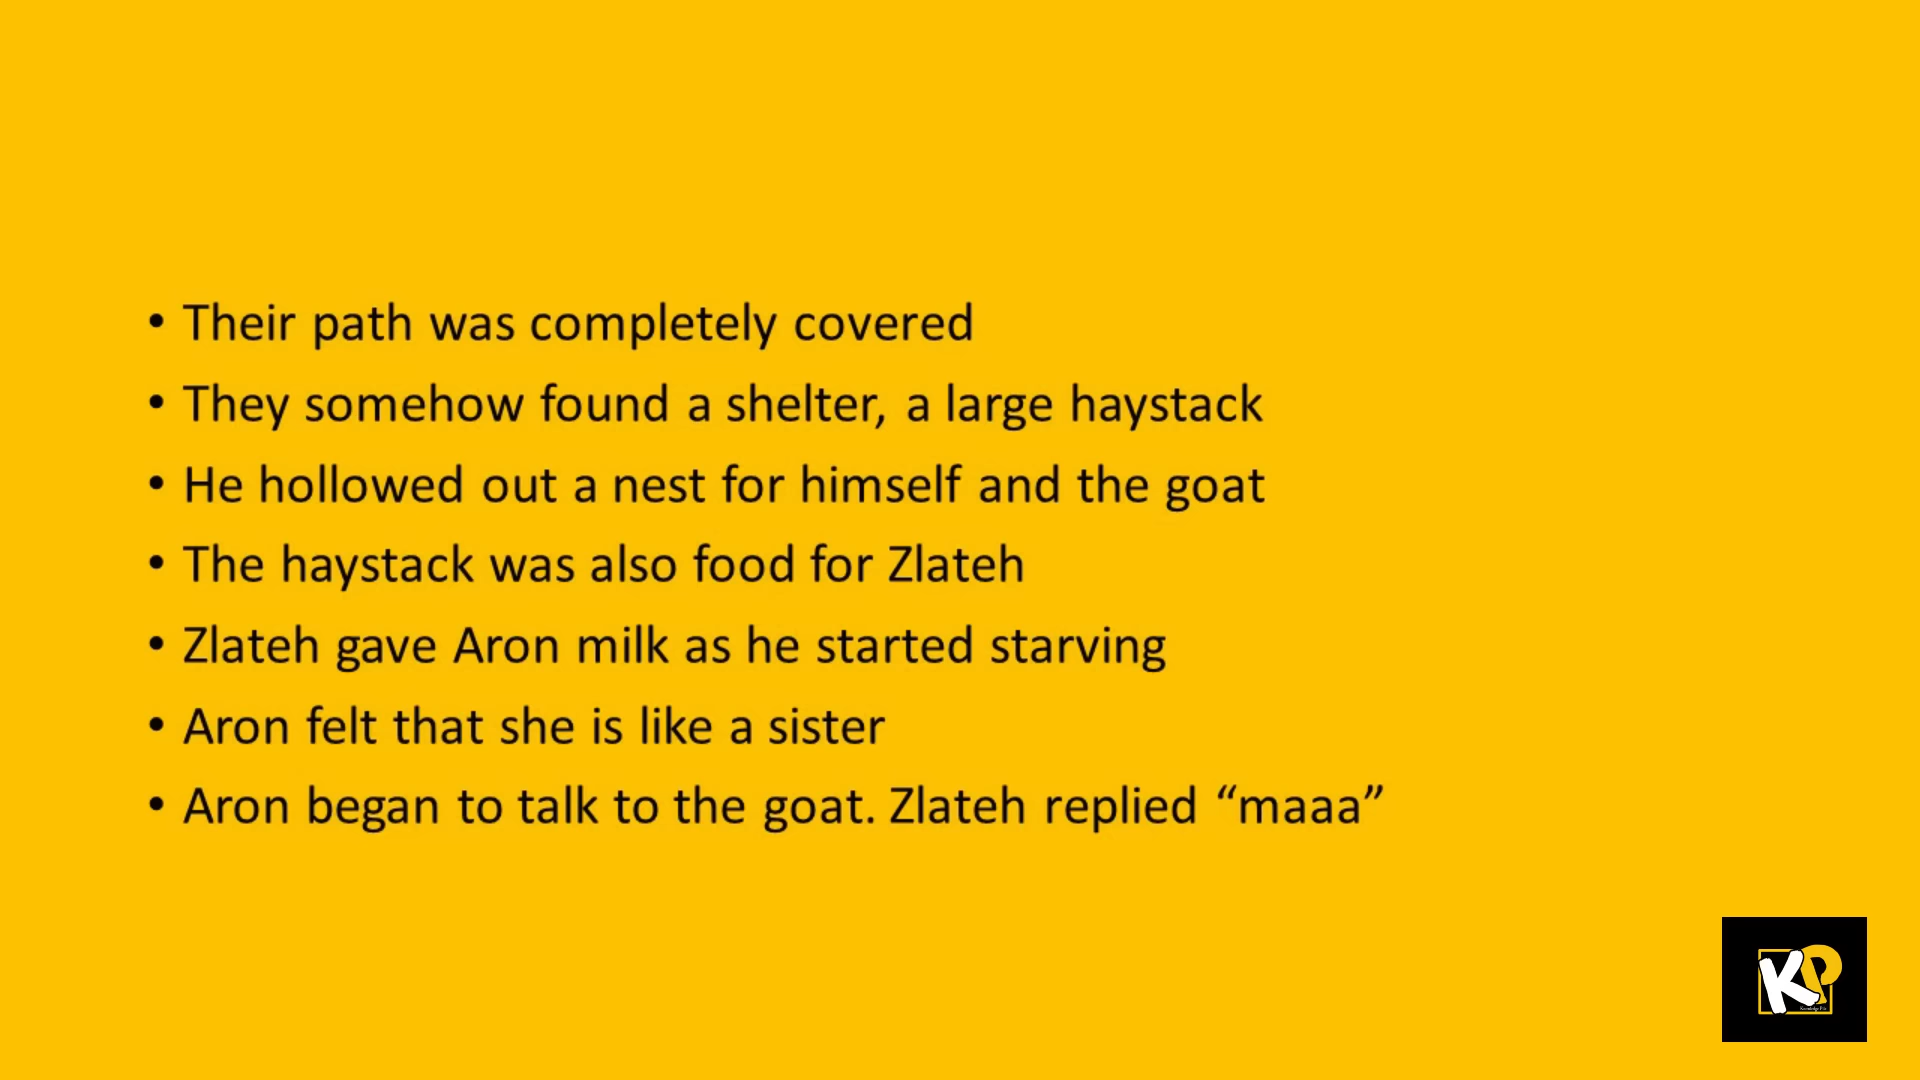 • Their path was completely covered
• They somehow found a shelter, a large haystack
• He hollowed out a nest for himself and the goat
• The haystack was also food for Zlateh
• Zlateh gave Aron milk as he started starving
• Aron felt that she is like a sister
• Aron began to talk to the goat. Zlateh replied “maaa”
KP